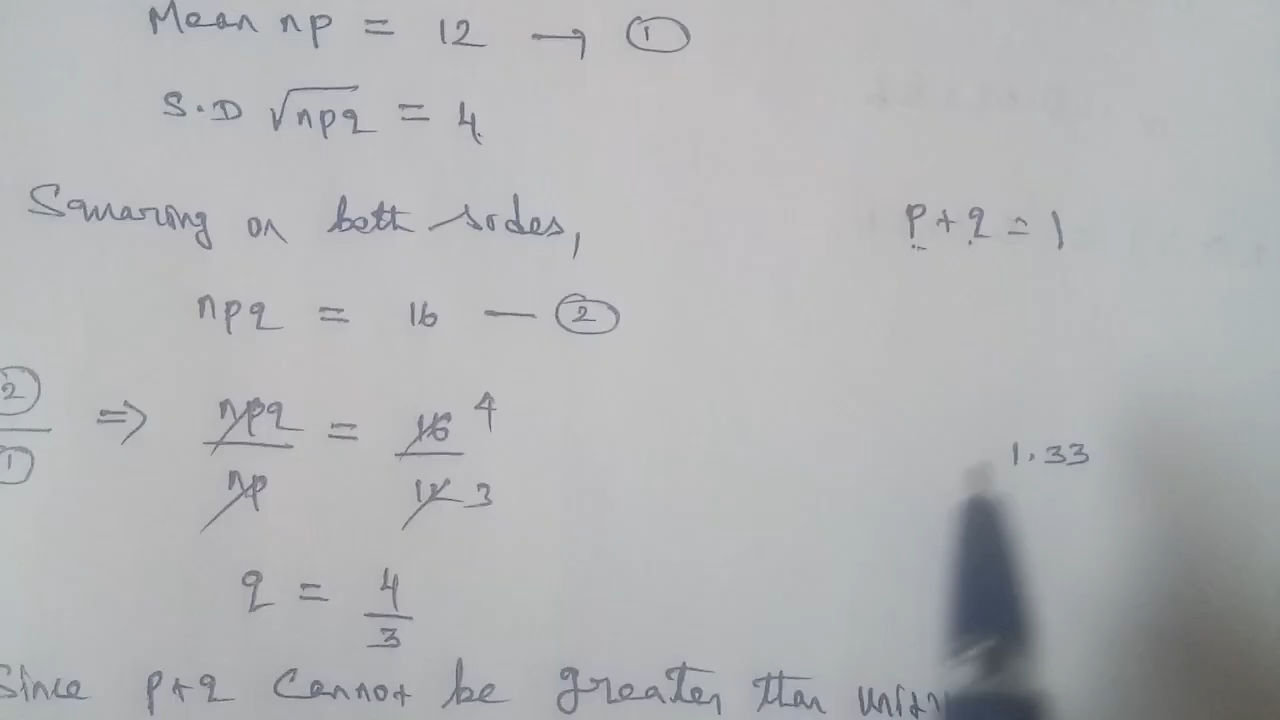 Mean np = 12 → ①
S.D √npq = 4
Squaring on both sides,
p + q = 1
npq = 16 — ②
②/① ⇒ npq/np = 16/12 4/3
1.33
q = 4/3
Since p+q cannot be greater than